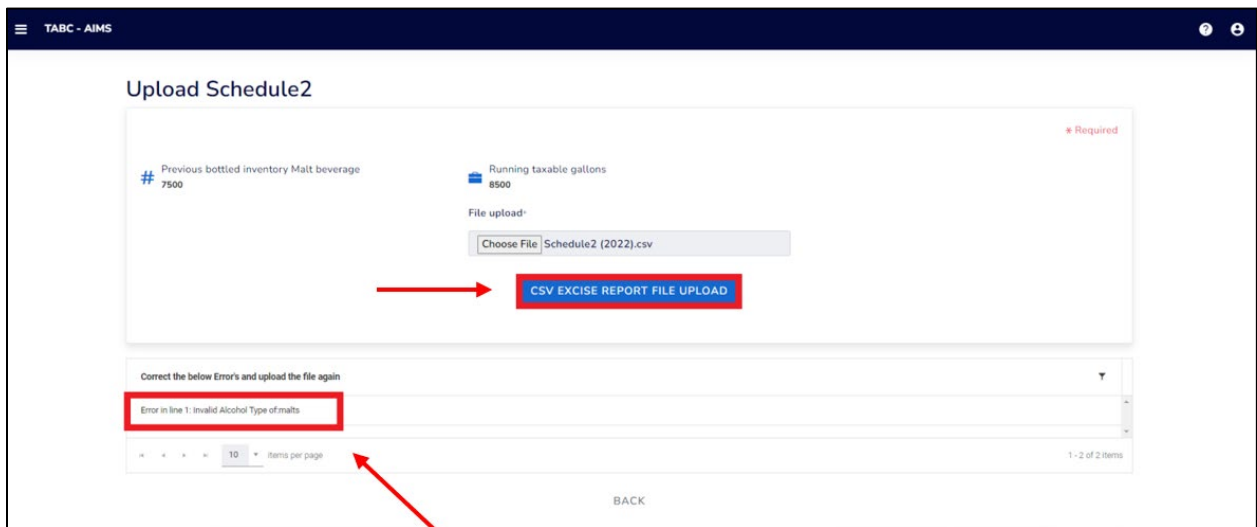 TABC - AIMS
Upload Schedule2
* Required
Previous bottled inventory Malt beverage
7500
Running taxable gallons
8500
File upload*
Choose File Schedule2 (2022).csv
CSV EXCISE REPORT FILE UPLOAD
Correct the below Error's and upload the file again
Error in line 1: Invalid Alcohol Type of:malts
10 items per page
1 - 2 of 2 items
BACK